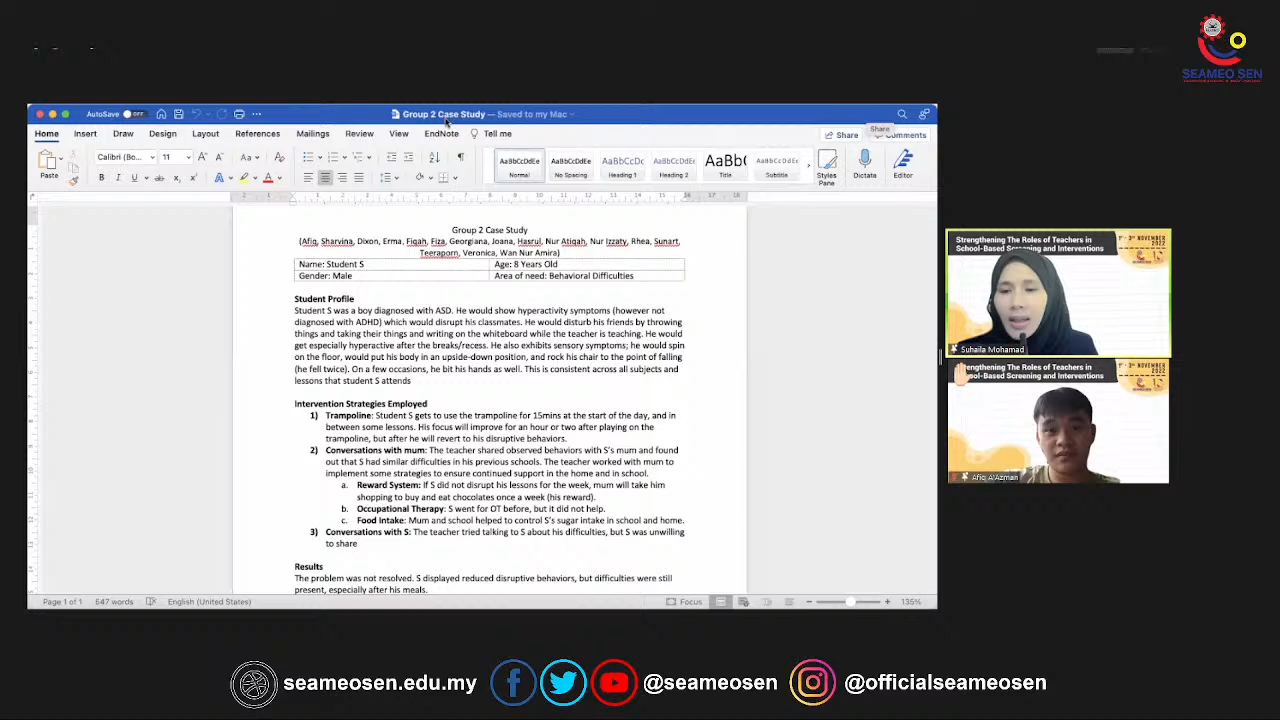 SEAMEO SEN
AutoSave OFF
Group 2 Case Study — Saved to my Mac
Home Insert Draw Design Layout References Mailings Review View EndNote Tell me
Share
Share Comments
Paste
Calibri (Bo... 11
AaBbCcDdEe AaBbCcDdEe AaBbCcDc AaBbCcDdEe AaBb( AaBbCcDdEe
Normal No Spacing Heading 1 Heading 2 Title Subtitle
Styles Pane
Dictate
Editor
Group 2 Case Study
(Afiq, Sharvina, Dixon, Erma, Fiqah, Fiza, Georgiana, Joana, Hasrul, Nur Atiqah, Nur Izzaty, Rhea, Sunart,
Teeraporn, Veronica, Wan Nur Amira)
Name: Student S Age: 8 Years Old
Gender: Male Area of need: Behavioral Difficulties
Student Profile
Student S was a boy diagnosed with ASD. He would show hyperactivity symptoms (however not
diagnosed with ADHD) which would disrupt his classmates. He would disturb his friends by throwing
things and taking their things and writing on the whiteboard while the teacher is teaching. He would
get especially hyperactive after the breaks/recess. He also exhibits sensory symptoms; he would spin
on the floor, would put his body in an upside-down position, and rock his chair to the point of falling
(he fell twice). On a few occasions, he bit his hands as well. This is consistent across all subjects and
lessons that student S attends
Intervention Strategies Employed
1) Trampoline: Student S gets to use the trampoline for 15mins at the start of the day, and in
between some lessons. His focus will improve for an hour or two after playing on the
trampoline, but after he will revert to his disruptive behaviors.
2) Conversations with mum: The teacher shared observed behaviors with S's mum and found
out that S had similar difficulties in his previous schools. The teacher worked with mum to
implement some strategies to ensure continued support in the home and in school.
a. Reward System: If S did not disrupt his lessons for the week, mum will take him
shopping to buy and eat chocolates once a week (his reward).
b. Occupational Therapy: S went for OT before, but it did not help.
c. Food Intake: Mum and school helped to control S's sugar intake in school and home.
3) Conversations with S: The teacher tried talking to S about his difficulties, but S was unwilling
to share
Results
The problem was not resolved. S displayed reduced disruptive behaviors, but difficulties were still
present, especially after his meals.
Page 1 of 1 647 words English (United States) Focus 135%
Strengthening The Roles of Teachers in
School-Based Screening and Interventions
1st - 3rd NOVEMBER
2022
Suhaila Mohamad
Strengthening The Roles of Teachers in
School-Based Screening and Interventions
1st - 3rd NOVEMBER
2022
Afiq A'Azman
seameosen.edu.my @seameosen @officialseameosen